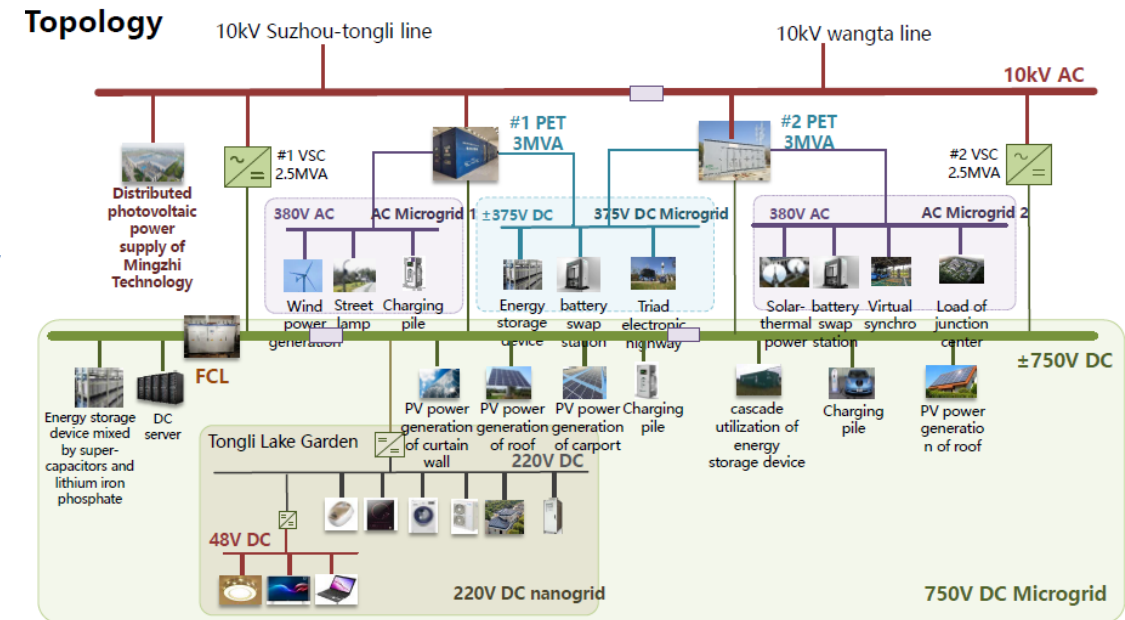 Topology
10kV Suzhou-tongli line
10kV wangta line
10kV AC
#1 PET
3MVA
#2 PET
3MVA
#1 VSC
2.5MVA
#2 VSC
2.5MVA
Distributed
photovoltaic
power
supply of
Mingzhi
Technology
380V AC
AC Microgrid 1
±375V DC
375V DC Microgrid
380V AC
AC Microgrid 2
Wind
power
generation
Street
lamp
Charging
pile
Energy
storage
device
battery
swap
station
Triad
electronic
highway
Solar-
thermal
power
battery
swap
station
Virtual
synchro
Load of
junction
center
±750V DC
FCL
Energy storage
device mixed
by super-
capacitors and
lithium iron
phosphate
DC
server
PV power
generation
of curtain
wall
PV power
generation
of roof
PV power
generation
of carport
Charging
pile
cascade
utilization of
energy
storage device
Charging
pile
PV power
generatio
n of roof
Tongli Lake Garden
220V DC
48V DC
220V DC nanogrid
750V DC Microgrid